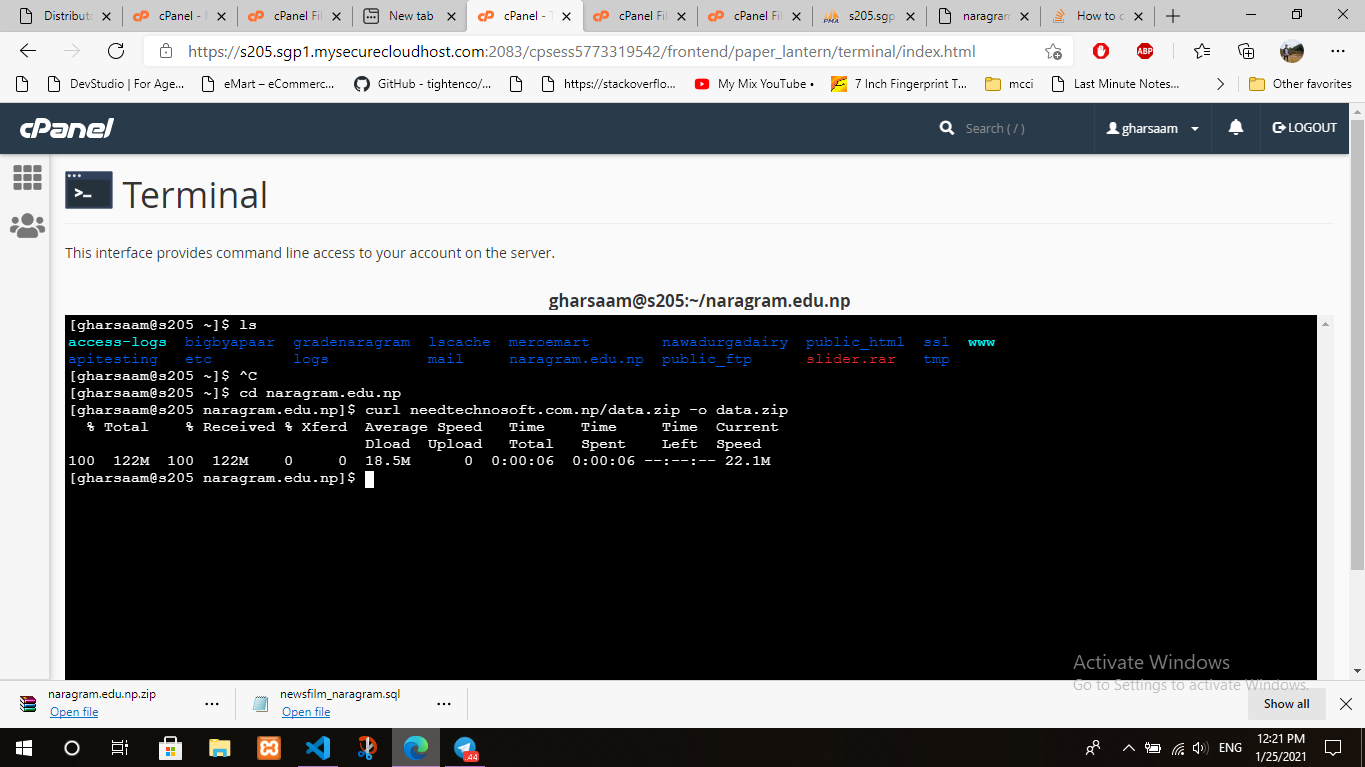 Distributo
cPanel -
cPanel Fil
New tab
cPanel - T
cPanel Fil
cPanel Fil
s205.sgp
naragram
How to c
https://s205.sgp1.mysecurecloudhost.com:2083/cpsess5773319542/frontend/paper_lantern/terminal/index.html
ABP
DevStudio | For Age...
eMart – eCommerc...
GitHub - tightenco/...
https://stackoverflo...
My Mix YouTube •
7 Inch Fingerprint T...
mcci
Last Minute Notes...
Other favorites
cPanel
Search ( / )
gharsaam
LOGOUT
Terminal
This interface provides command line access to your account on the server.
gharsaam@s205:~/naragram.edu.np
[gharsaam@s205 ~]$ ls
access-logs bigbyapaar gradenaragram lscache meroemart nawadurgadairy public_html ssl www
apitesting etc logs mail naragram.edu.np public_ftp slider.rar tmp
[gharsaam@s205 ~]$ ^C
[gharsaam@s205 ~]$ cd naragram.edu.np
[gharsaam@s205 naragram.edu.np]$ curl needtechnosoft.com.np/data.zip -o data.zip
% Total % Received % Xferd Average Speed Time Time Time Current
Dload Upload Total Spent Left Speed
100 122M 100 122M 0 0 18.5M 0 0:00:06 0:00:06 --:--:-- 22.1M
[gharsaam@s205 naragram.edu.np]$
Activate Windows
Go to Settings to activate Windows.
naragram.edu.np.zip
Open file
newsfilm_naragram.sql
Open file
Show all
.44
ENG
12:21 PM
1/25/2021